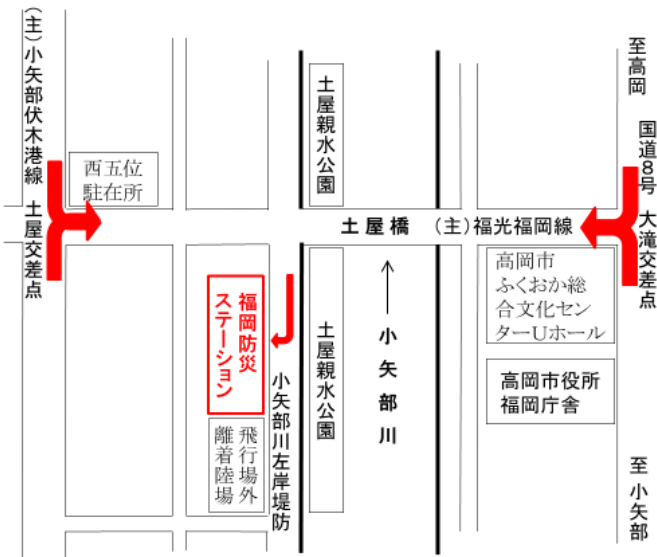 (主)小矢部伏木港線 土屋交差点
西五位
駐在所
土屋親水公園
至高岡
国道8号 大滝交差点
土屋橋 (主)福光福岡線
福岡防災
ステーション
飛行場外
離着陸場
小矢部川左岸堤防
土屋親水公園
↑小矢部川
高岡市
ふくおか総
合文化セン
ターUホール
高岡市役所
福岡庁舎
至 小矢部